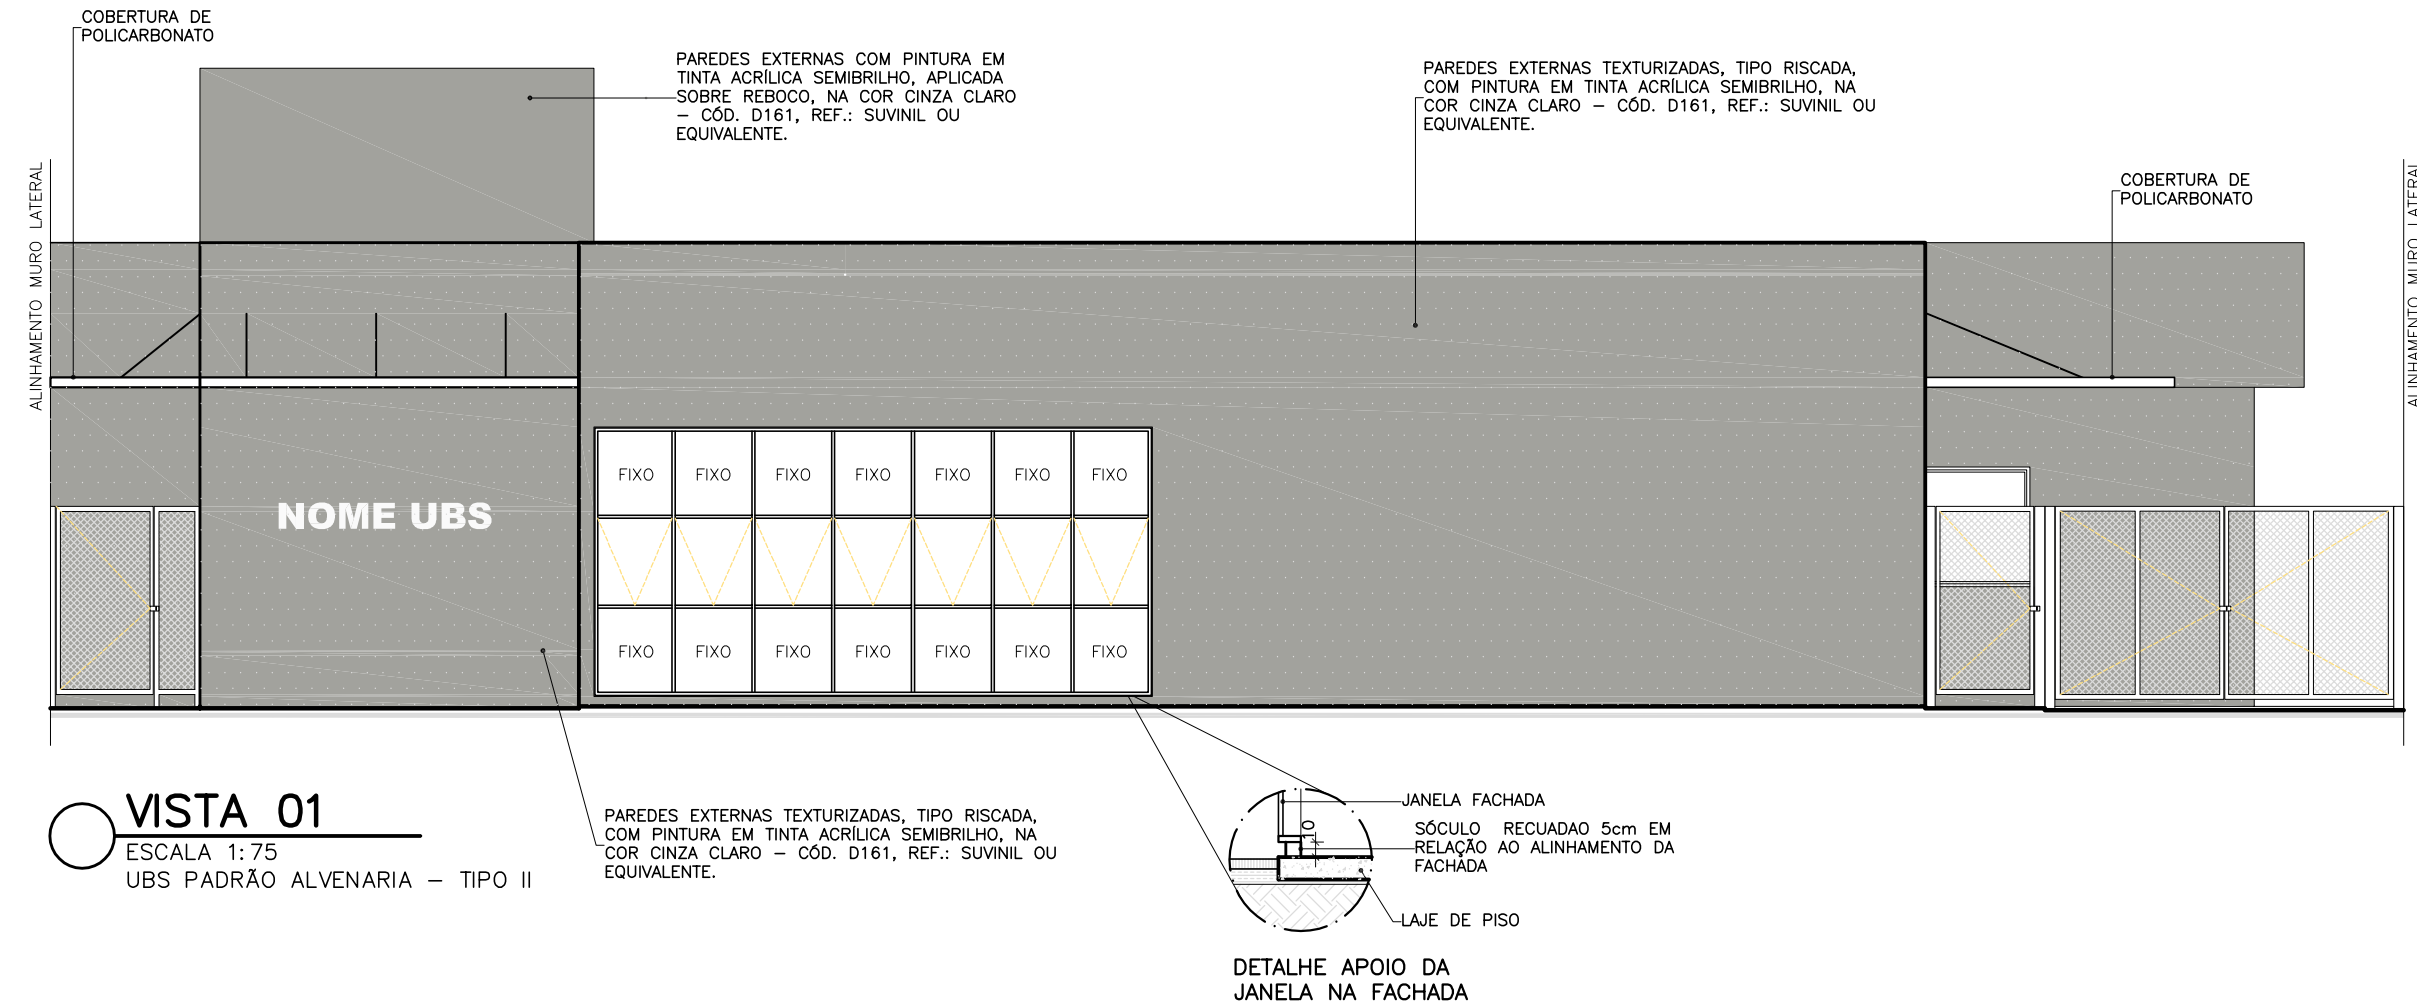 COBERTURA DE
POLICARBONATO
PAREDES EXTERNAS COM PINTURA EM
TINTA ACRÍLICA SEMIBRILHO, APLICADA
SOBRE REBOCO, NA COR CINZA CLARO
– CÓD. D161, REF.: SUVINIL OU
EQUIVALENTE.
PAREDES EXTERNAS TEXTURIZADAS, TIPO RISCADA,
COM PINTURA EM TINTA ACRÍLICA SEMIBRILHO, NA
COR CINZA CLARO – CÓD. D161, REF.: SUVINIL OU
EQUIVALENTE.
COBERTURA DE
POLICARBONATO
ALINHAMENTO MURO LATERAL
ALINHAMENTO MURO LATERAL
NOME UBS
FIXO FIXO FIXO FIXO FIXO FIXO FIXO
FIXO FIXO FIXO FIXO FIXO FIXO FIXO
VISTA 01
ESCALA 1:75
UBS PADRÃO ALVENARIA – TIPO II
PAREDES EXTERNAS TEXTURIZADAS, TIPO RISCADA,
COM PINTURA EM TINTA ACRÍLICA SEMIBRILHO, NA
COR CINZA CLARO – CÓD. D161, REF.: SUVINIL OU
EQUIVALENTE.
10
JANELA FACHADA
SÓCULO RECUADAO 5cm EM
RELAÇÃO AO ALINHAMENTO DA
FACHADA
LAJE DE PISO
DETALHE APOIO DA
JANELA NA FACHADA